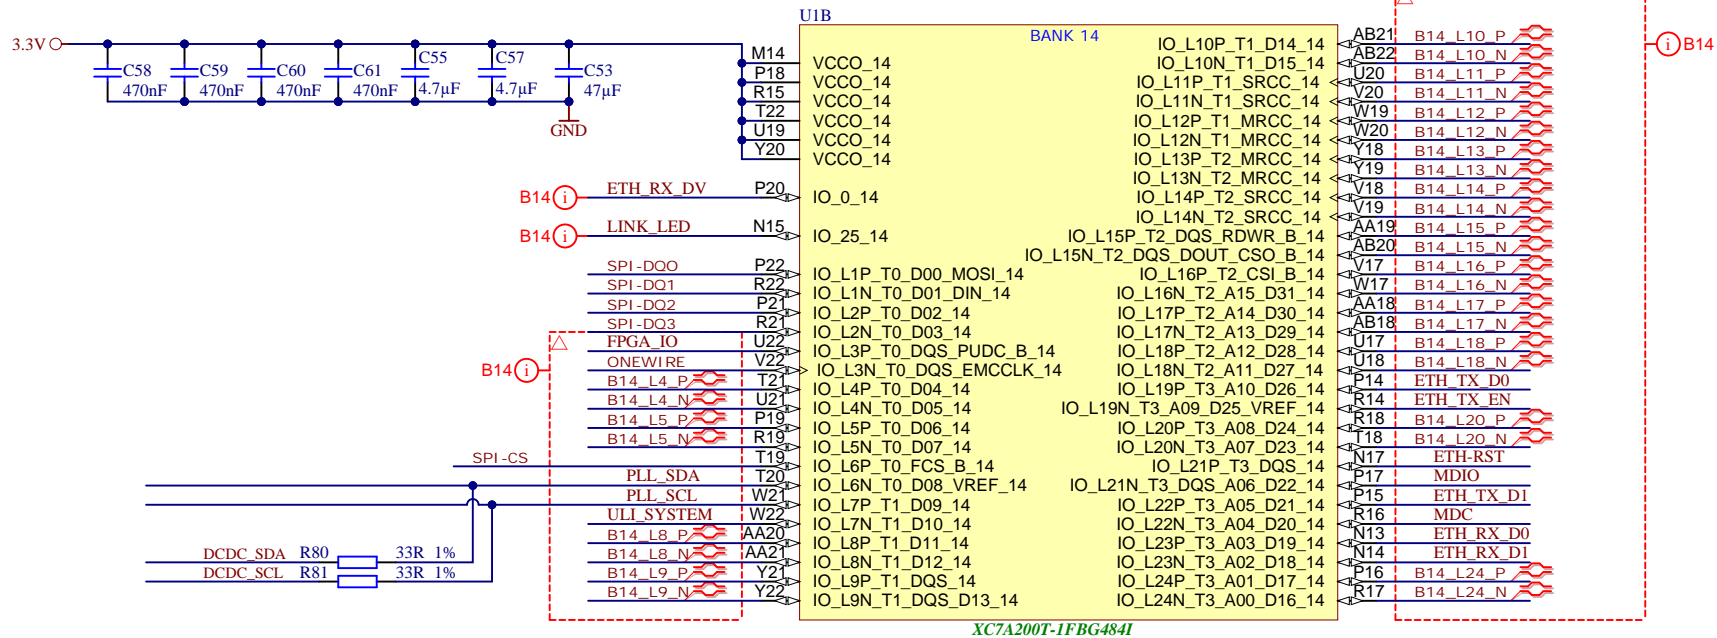 U1B
BANK 14
3.3V
C58 470nF
C59 470nF
C60 470nF
C61 470nF
C55 4.7µF
C57 4.7µF
C53 47µF
GND
M14 VCCO_14
P18 VCCO_14
R15 VCCO_14
T22 VCCO_14
U19 VCCO_14
Y20 VCCO_14
B14 i ETH_RX_DV P20 IO_0_14
B14 i LINK_LED N15 IO_25_14
SPI-DQ0 P22 IO_L1P_T0_D00_MOSI_14
SPI-DQ1 R22 IO_L1N_T0_D01_DIN_14
SPI-DQ2 P21 IO_L2P_T0_D02_14
SPI-DQ3 R21 IO_L2N_T0_D03_14
FPGA_IO U22 IO_L3P_T0_DQS_PUDC_B_14
B14 i ONEWIRE V22 IO_L3N_T0_DQS_EMCCLK_14
B14_L4_P T21 IO_L4P_T0_D04_14
B14_L4_N U21 IO_L4N_T0_D05_14
B14_L5_P P19 IO_L5P_T0_D06_14
B14_L5_N R19 IO_L5N_T0_D07_14
SPI-CS T19 IO_L6P_T0_FCS_B_14
PLL_SDA T20 IO_L6N_T0_D08_VREF_14
PLL_SCL W21 IO_L7P_T1_D09_14
ULI_SYSTEM W22 IO_L7N_T1_D10_14
B14_L8_P AA20 IO_L8P_T1_D11_14
B14_L8_N AA21 IO_L8N_T1_D12_14
B14_L9_P Y21 IO_L9P_T1_DQS_14
B14_L9_N Y22 IO_L9N_T1_DQS_D13_14
DCDC_SDA R80 33R 1%
DCDC_SCL R81 33R 1%
IO_L10P_T1_D14_14 AB21 B14_L10_P
IO_L10N_T1_D15_14 AB22 B14_L10_N
IO_L11P_T1_SRCC_14 U20 B14_L11_P
IO_L11N_T1_SRCC_14 V20 B14_L11_N
IO_L12P_T1_MRCC_14 W19 B14_L12_P
IO_L12N_T1_MRCC_14 W20 B14_L12_N
IO_L13P_T2_MRCC_14 Y18 B14_L13_P
IO_L13N_T2_MRCC_14 Y19 B14_L13_N
IO_L14P_T2_SRCC_14 V18 B14_L14_P
IO_L14N_T2_SRCC_14 V19 B14_L14_N
IO_L15P_T2_DQS_RDWR_B_14 AA19 B14_L15_P
IO_L15N_T2_DQS_DOUT_CSO_B_14 AB20 B14_L15_N
IO_L16P_T2_CSI_B_14 V17 B14_L16_P
IO_L16N_T2_A15_D31_14 W17 B14_L16_N
IO_L17P_T2_A14_D30_14 AA18 B14_L17_P
IO_L17N_T2_A13_D29_14 AB18 B14_L17_N
IO_L18P_T2_A12_D28_14 U17 B14_L18_P
IO_L18N_T2_A11_D27_14 U18 B14_L18_N
IO_L19P_T3_A10_D26_14 P14 ETH_TX_D0
IO_L19N_T3_A09_D25_VREF_14 R14 ETH_TX_EN
IO_L20P_T3_A08_D24_14 R18 B14_L20_P
IO_L20N_T3_A07_D23_14 T18 B14_L20_N
IO_L21P_T3_DQS_14 N17 ETH-RST
IO_L21N_T3_DQS_A06_D22_14 P17 MDIO
IO_L22P_T3_A05_D21_14 P15 ETH_TX_D1
IO_L22N_T3_A04_D20_14 R16 MDC
IO_L23P_T3_A03_D19_14 N13 ETH_RX_D0
IO_L23N_T3_A02_D18_14 N14 ETH_RX_D1
IO_L24P_T3_A01_D17_14 P16 B14_L24_P
IO_L24N_T3_A00_D16_14 R17 B14_L24_N
i B14
XC7A200T-1FBG484I